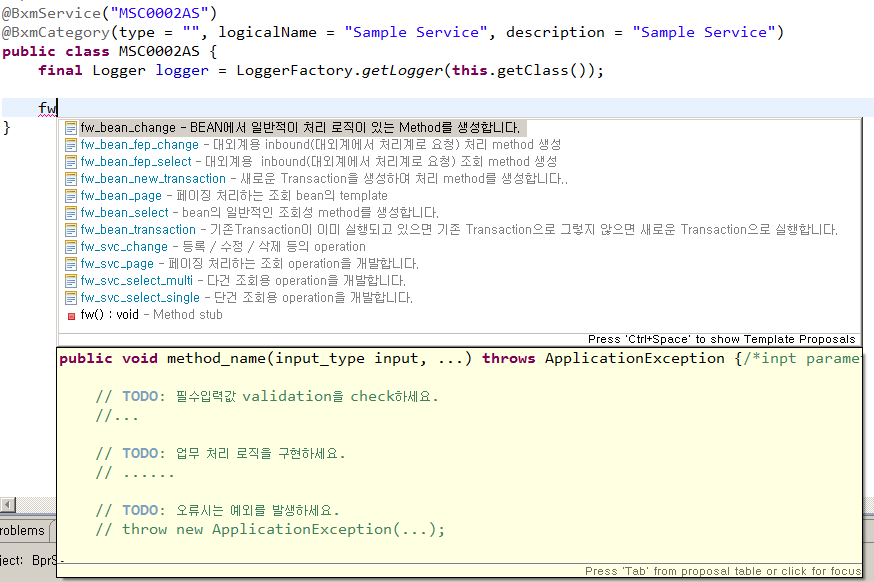 @BxmService("MSC0002AS")
@BxmCategory(type = "", logicalName = "Sample Service", description = "Sample Service")
public class MSC0002AS {
final Logger logger = LoggerFactory.getLogger(this.getClass());
fw
}
fw_bean_change - BEAN에서 일반적이 처리 로직이 있는 Method를 생성합니다.
fw_bean_fep_change - 대외계용 inbound(대외계에서 처리계로 요청) 처리 method 생성
fw_bean_fep_select - 대외계용 inbound(대외계에서 처리계로 요청) 조회 method 생성
fw_bean_new_transaction - 새로운 Transaction을 생성하여 처리 method를 생성합니다..
fw_bean_page - 페이징 처리하는 조회 bean의 template
fw_bean_select - bean의 일반적인 조회성 method를 생성합니다.
fw_bean_transaction - 기존Transaction이 이미 실행되고 있으면 기존 Transaction으로 그렇지 않으면 새로운 Transaction으로 실행합니다.
fw_svc_change - 등록 / 수정 / 삭제 등의 operation
fw_svc_page - 페이징 처리하는 조회 operation을 개발합니다.
fw_svc_select_multi - 다건 조회용 operation을 개발합니다.
fw_svc_select_single - 단건 조회용 operation을 개발합니다.
fw() : void - Method stub
Press 'Ctrl+Space' to show Template Proposals
public void method_name(input_type input, ...) throws ApplicationException {/*inpt paramet
// TODO: 필수입력값 validation을 check하세요.
//...
// TODO: 업무 처리 로직을 구현하세요.
// ......
// TODO: 오류시는 예외를 발생하세요.
// throw new ApplicationException(...);
roblems
ject: BprS
Press 'Tab' from proposal table or click for focus